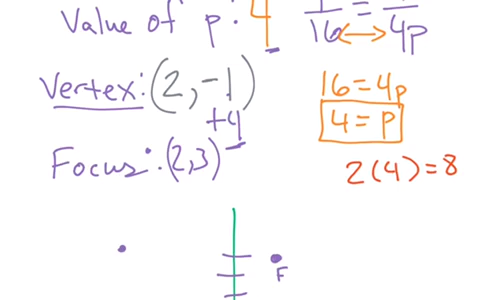 Value of p: 4
1/16 = 1/4p
Vertex: (2, -1)
+4
16 = 4p
4 = p
Focus: (2, 3)
2(4) = 8
F